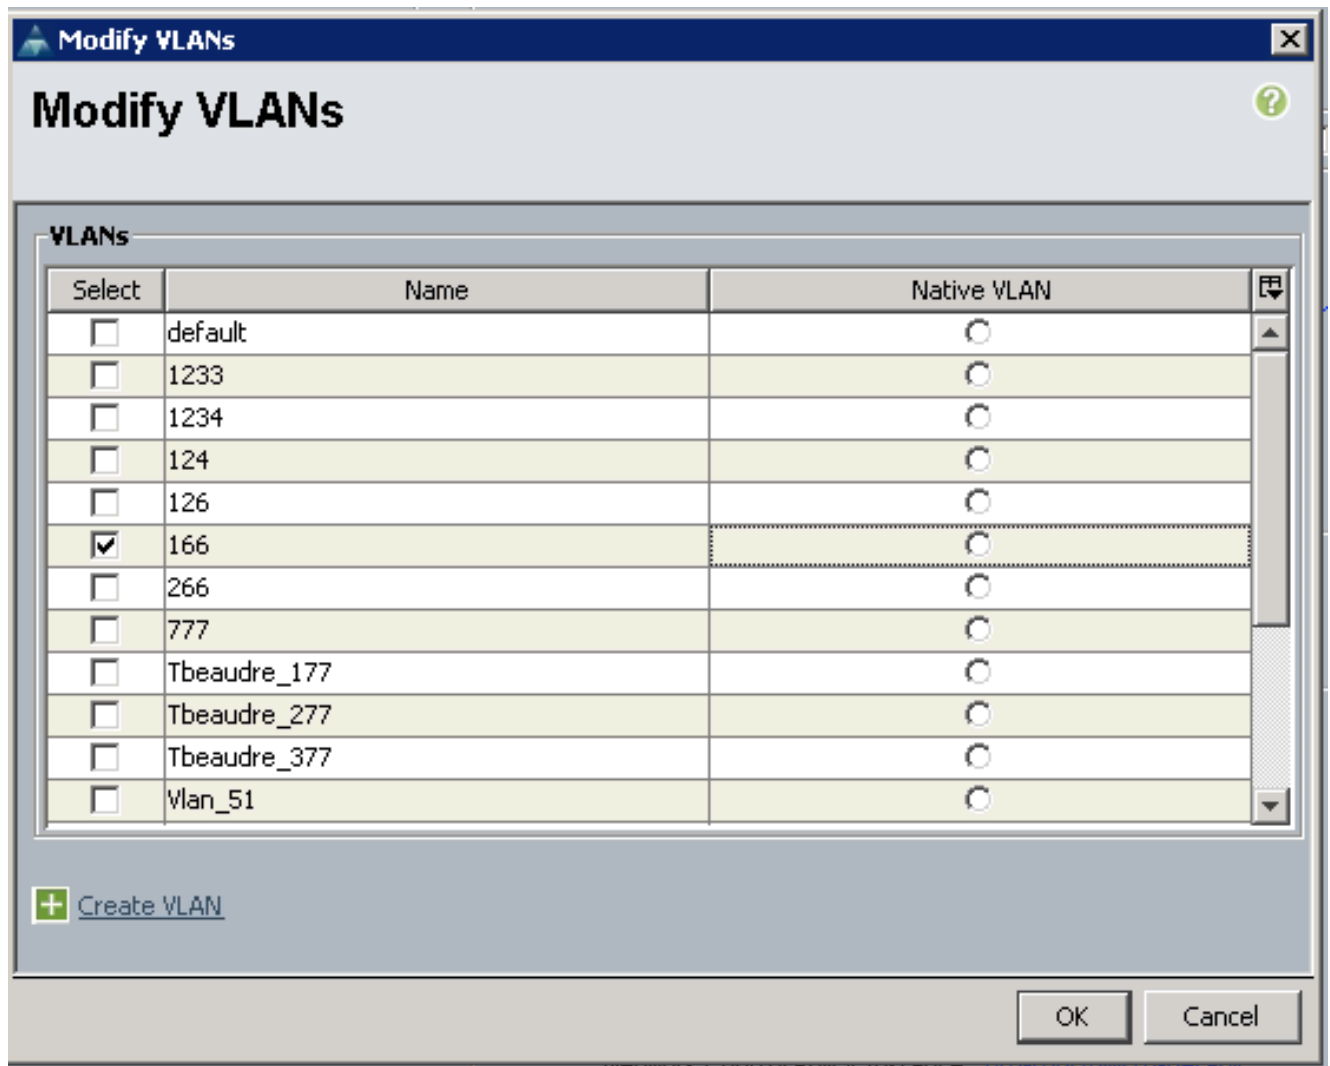 Modify VLANs
Modify VLANs
VLANs
Select Name Native VLAN
default
1233
1234
124
126
166
266
777
Tbeaudre_177
Tbeaudre_277
Tbeaudre_377
Vlan_51
Create VLAN
OK Cancel